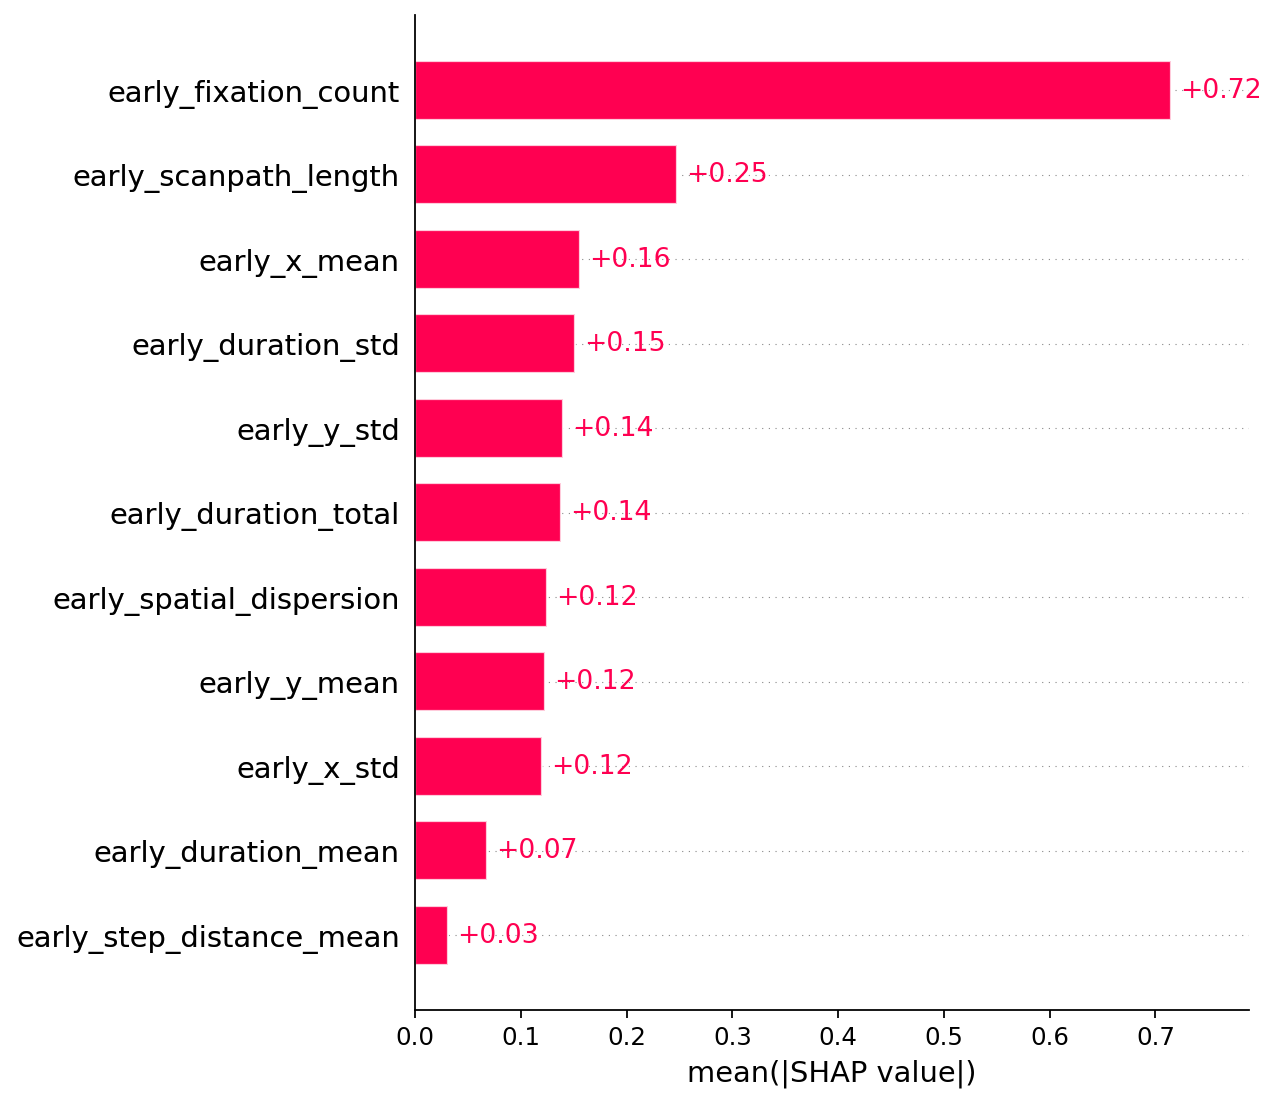 early_fixation_count +0.72
early_scanpath_length +0.25
early_x_mean +0.16
early_duration_std +0.15
early_y_std +0.14
early_duration_total +0.14
early_spatial_dispersion +0.12
early_y_mean +0.12
early_x_std +0.12
early_duration_mean +0.07
early_step_distance_mean +0.03
0.0 0.1 0.2 0.3 0.4 0.5 0.6 0.7
mean(|SHAP value|)